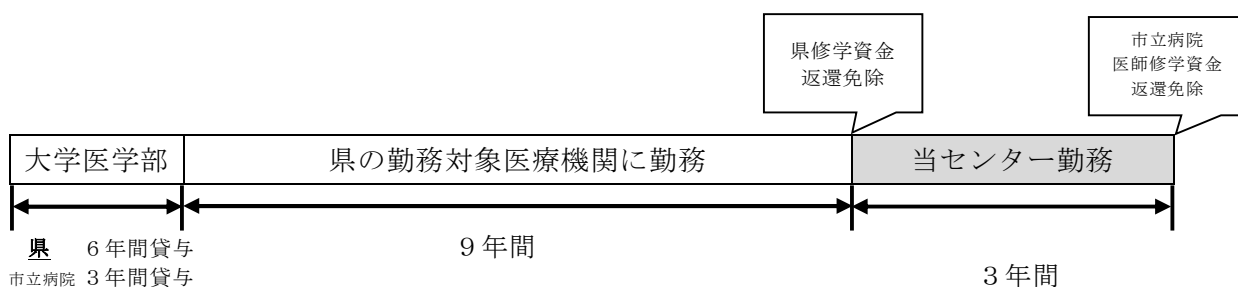 県修学資金
返還免除
市立病院
医師修学資金
返還免除
大学医学部
県の勤務対象医療機関に勤務
当センター勤務
県 6年間貸与
市立病院 3年間貸与
9年間
3年間